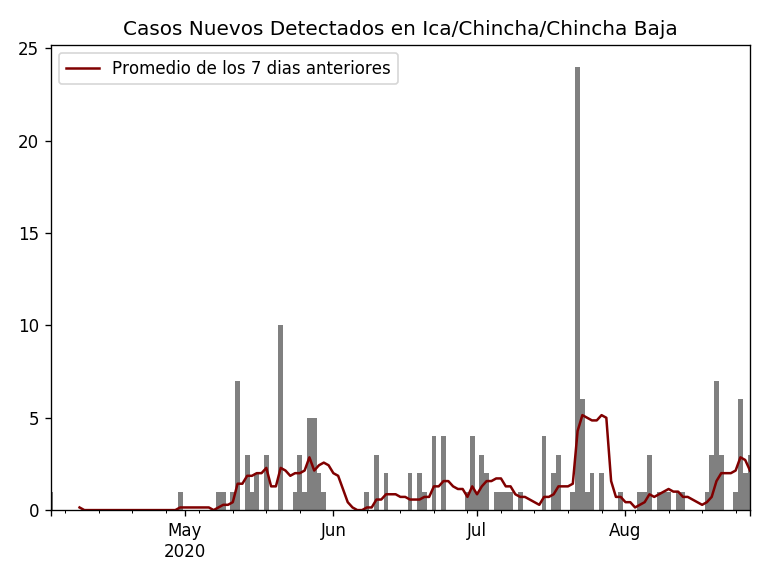 Casos Nuevos Detectados en Ica/Chincha/Chincha Baja
Promedio de los 7 dias anteriores
25
20
15
10
5
0
May
2020
Jun
Jul
Aug